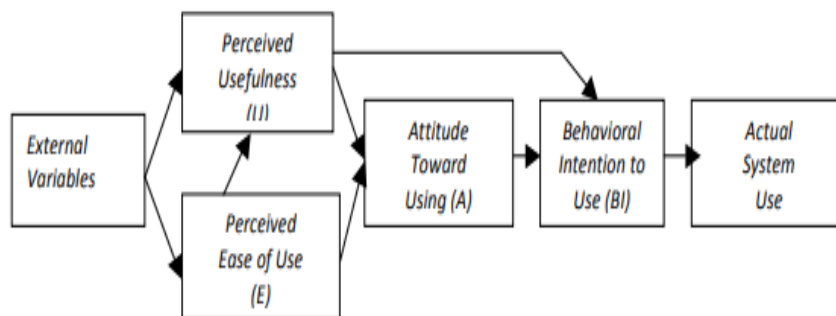 Perceived
Usefulness
(U)
External
Variables
Attitude
Toward
Using (A)
Behavioral
Intention to
Use (BI)
Actual
System
Use
Perceived
Ease of Use
(E)